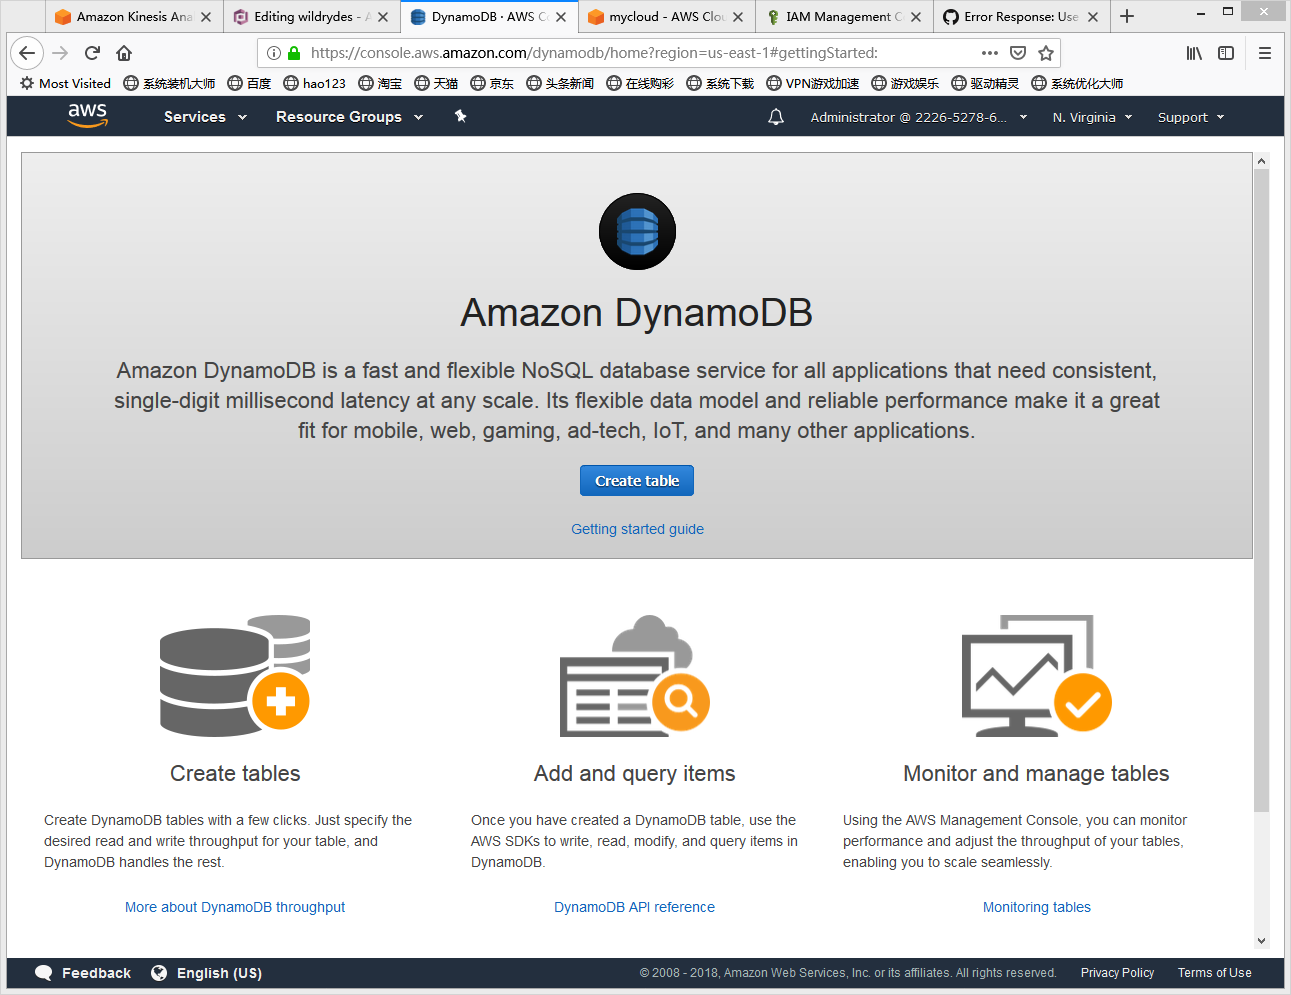 Amazon Kinesis Ana
Editing wildrydes - A
DynamoDB · AWS Co
mycloud - AWS Clou
IAM Management C
Error Response: Use
https://console.aws.amazon.com/dynamodb/home?region=us-east-1#gettingStarted:
Most Visited 系统装机大师 百度 hao123 淘宝 天猫 京东 头条新闻 在线购彩 系统下载 VPN游戏加速 游戏娱乐 驱动精灵 系统优化大师
aws Services Resource Groups Administrator @ 2226-5278-6... N. Virginia Support
Amazon DynamoDB
Amazon DynamoDB is a fast and flexible NoSQL database service for all applications that need consistent,
single-digit millisecond latency at any scale. Its flexible data model and reliable performance make it a great
fit for mobile, web, gaming, ad-tech, IoT, and many other applications.
Create table
Getting started guide
Create tables
Create DynamoDB tables with a few clicks. Just specify the
desired read and write throughput for your table, and
DynamoDB handles the rest.
More about DynamoDB throughput
Add and query items
Once you have created a DynamoDB table, use the
AWS SDKs to write, read, modify, and query items in
DynamoDB.
DynamoDB API reference
Monitor and manage tables
Using the AWS Management Console, you can monitor
performance and adjust the throughput of your tables,
enabling you to scale seamlessly.
Monitoring tables
Feedback English (US) © 2008 - 2018, Amazon Web Services, Inc. or its affiliates. All rights reserved. Privacy Policy Terms of Use